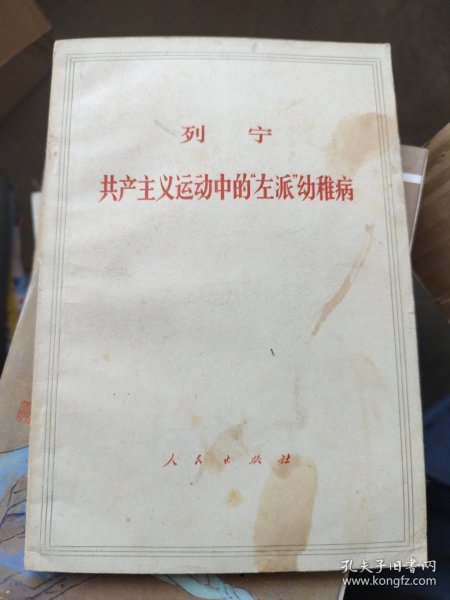 列 宁
共产主义运动中的“左派”幼稚病
人民出版社
孔夫子旧书网
www.kongfz.com